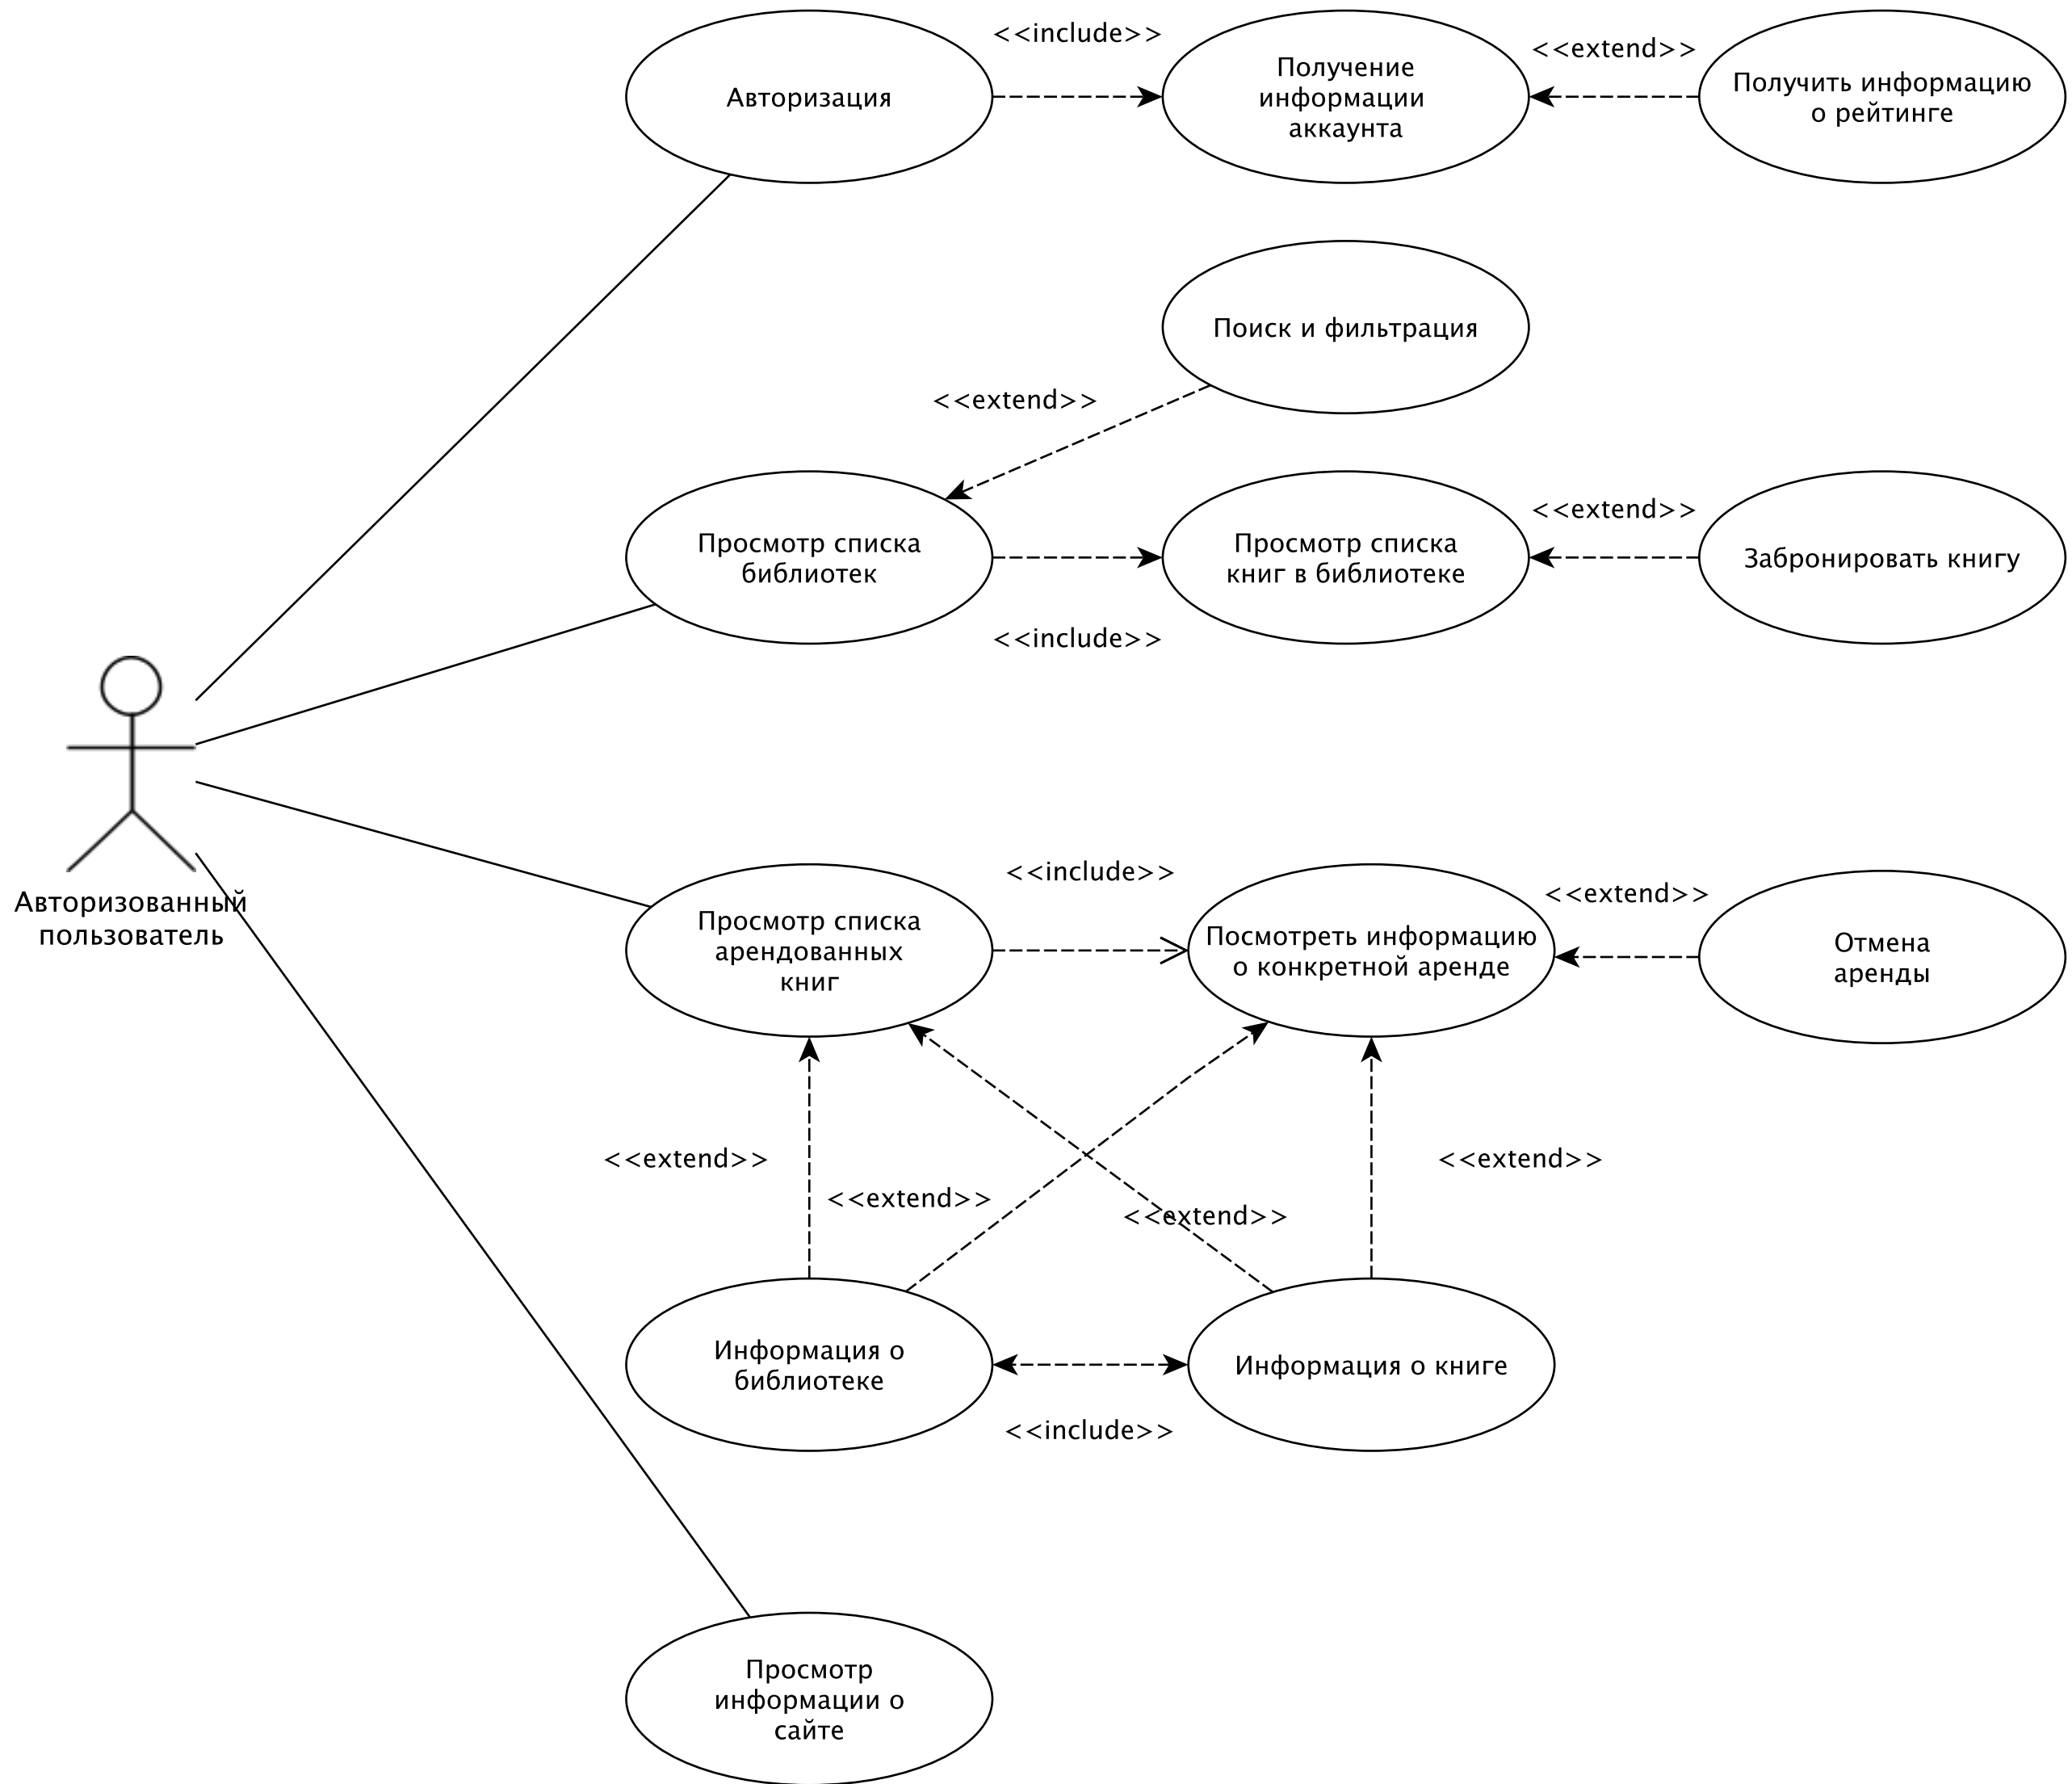 <<include>>
<<extend>>
Авторизация
Получение
информации
аккаунта
Получить информацию
о рейтинге
Поиск и фильтрация
<<extend>>
<<extend>>
Просмотр списка
библиотек
Просмотр списка
книг в библиотеке
Забронировать книгу
<<include>>
Авторизованный
пользователь
<<include>>
<<extend>>
Просмотр списка
арендованных
книг
Посмотреть информацию
о конкретной аренде
Отмена
аренды
<<extend>>
<<extend>>
<<extend>>
<<extend>>
Информация о
библиотеке
Информация о книге
<<include>>
Просмотр
информации о
сайте